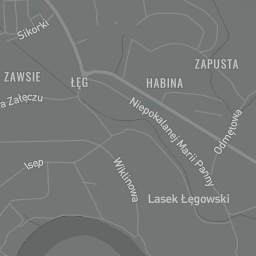 Sikorki
ZAPUSTA
ZAWSIE
ŁĘG
HABINA
a Załęczu
Niepokalanej Marii Panny
Odmętowa
Isep
Wiklinowa
Lasek Łęgowski